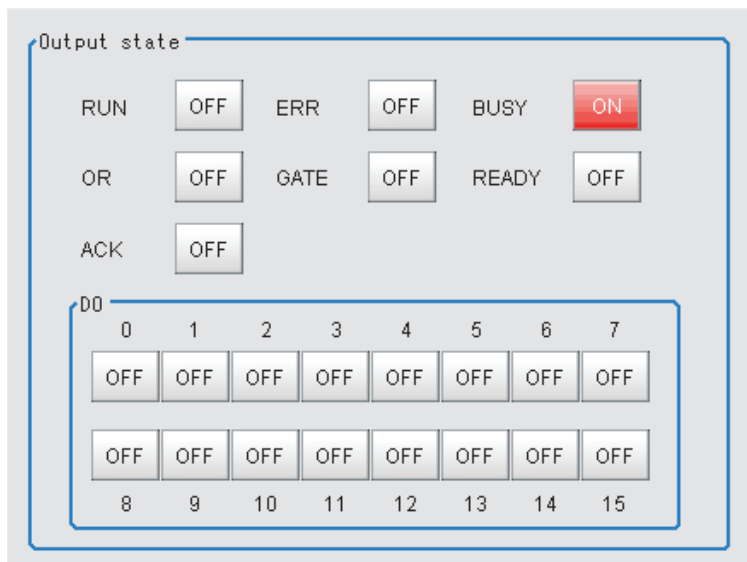 Output state
RUN OFF ERR OFF BUSY ON
OR OFF GATE OFF READY OFF
ACK OFF
DO
0 1 2 3 4 5 6 7
OFF OFF OFF OFF OFF OFF OFF OFF
OFF OFF OFF OFF OFF OFF OFF OFF
8 9 10 11 12 13 14 15